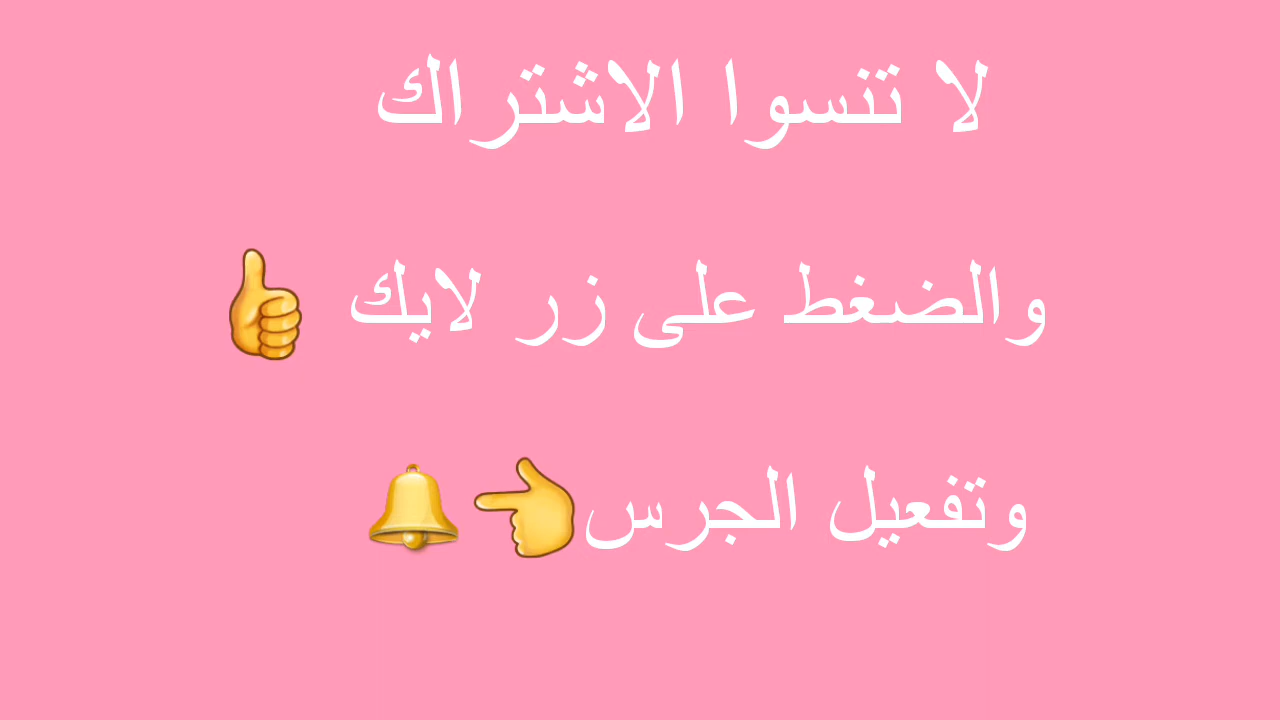 لا تنسوا الاشتراك
والضغط على زر لايك 👍
وتفعيل الجرس👈🔔